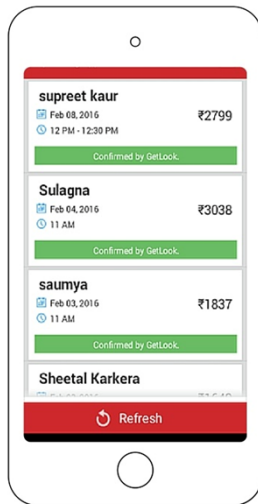 supreet kaur
Feb 08, 2016
₹2799
12 PM - 12:30 PM
Confirmed by GetLook.
Sulagna
Feb 04, 2016
₹3038
11 AM
Confirmed by GetLook.
saumya
Feb 03, 2016
₹1837
11 AM
Confirmed by GetLook.
Sheetal Karkera
Refresh